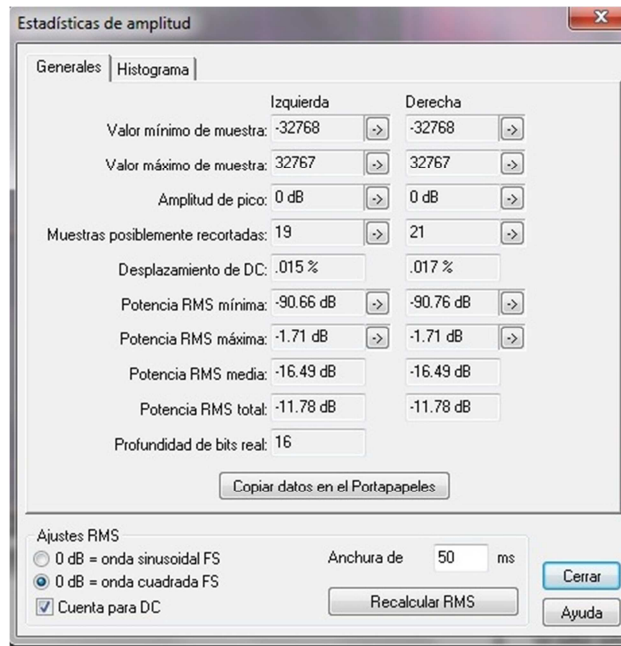 Estadísticas de amplitud
Generales Histograma
Izquierda Derecha
Valor mínimo de muestra: -32768 -> -32768 ->
Valor máximo de muestra: 32767 -> 32767 ->
Amplitud de pico: 0 dB -> 0 dB ->
Muestras posiblemente recortadas: 19 -> 21 ->
Desplazamiento de DC: .015 % .017 %
Potencia RMS mínima: -90.66 dB -> -90.76 dB ->
Potencia RMS máxima: -1.71 dB -> -1.71 dB ->
Potencia RMS media: -16.49 dB -16.49 dB
Potencia RMS total: -11.78 dB -11.78 dB
Profundidad de bits real: 16
Copiar datos en el Portapapeles
Ajustes RMS
0 dB = onda sinusoidal FS
0 dB = onda cuadrada FS
Cuenta para DC
Anchura de 50 ms
Recalcular RMS
Cerrar
Ayuda